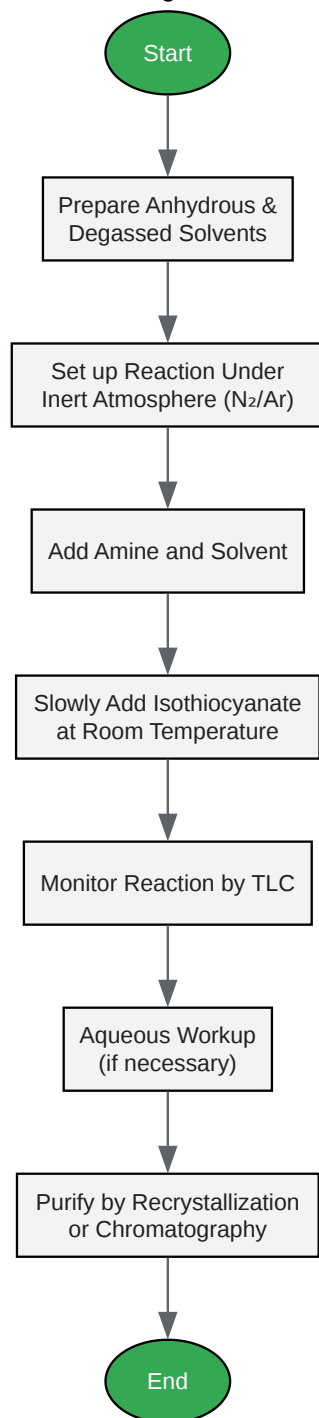 Start
Prepare Anhydrous &
Degassed Solvents
Set up Reaction Under
Inert Atmosphere (N₂/Ar)
Add Amine and Solvent
Slowly Add Isothiocyanate
at Room Temperature
Monitor Reaction by TLC
Aqueous Workup
(if necessary)
Purify by Recrystallization
or Chromatography
End